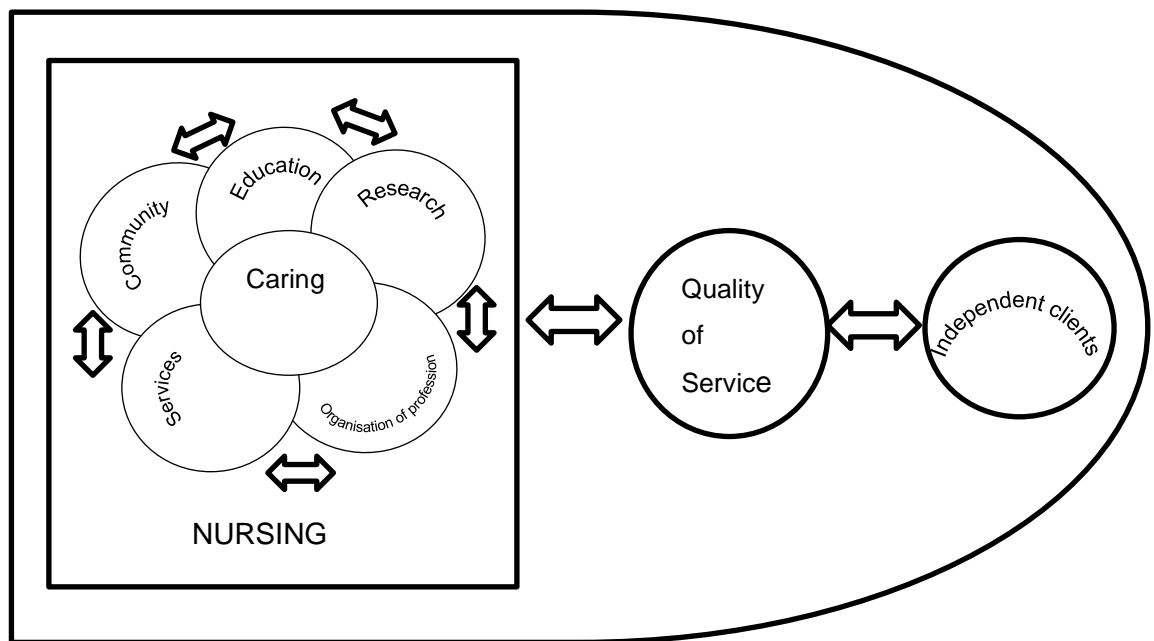 Education
Research
Community
Caring
Services
Organisation of profession
NURSING
Quality
of
Service
Independent clients